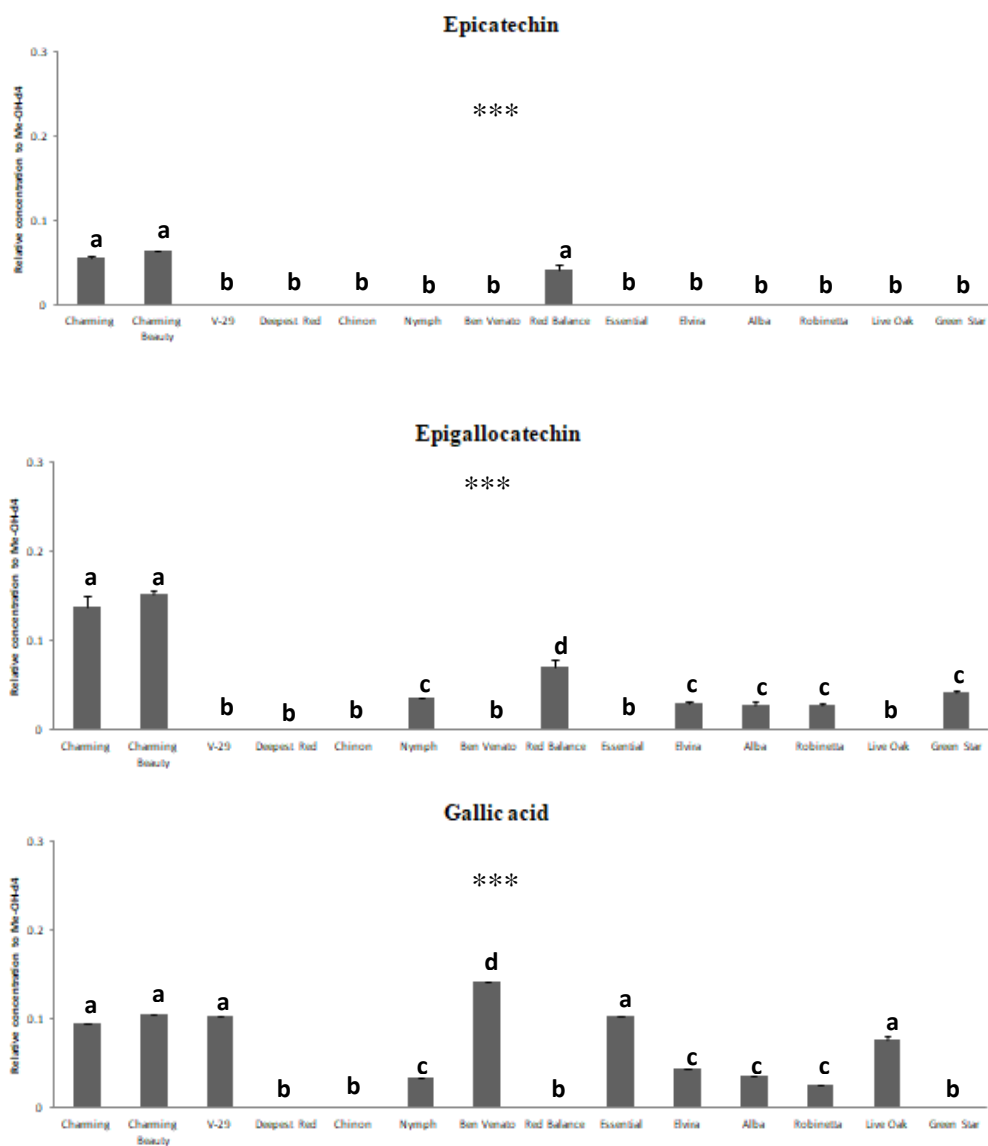 Epicatechin
Relative concentration to Me-OH-d4
0.3
0.2
0.1
0
***
a a b b b b b a b b b b b b
Charming Charming Beauty V-29 Deepest Red Chinon Nymph Ben Venato Red Balance Essential Elvira Alba Robinetta Live Oak Green Star
Epigallocatechin
Relative concentration to Me-OH-d4
0.3
0.2
0.1
0
***
a a b b b c b d b c c c b c
Charming Charming Beauty V-29 Deepest Red Chinon Nymph Ben Venato Red Balance Essential Elvira Alba Robinetta Live Oak Green Star
Gallic acid
Relative concentration to Me-OH-d4
0.3
0.2
0.1
0
***
a a a b b c d b a c c c a b
Charming Charming Beauty V-29 Deepest Red Chinon Nymph Ben Venato Red Balance Essential Elvira Alba Robinetta Live Oak Green Star